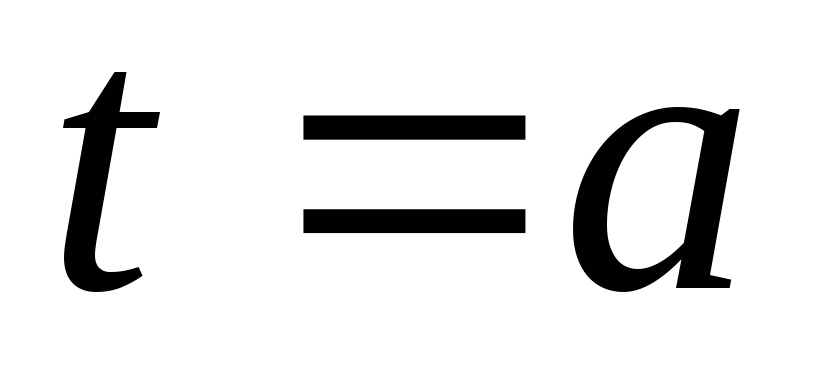 t = a